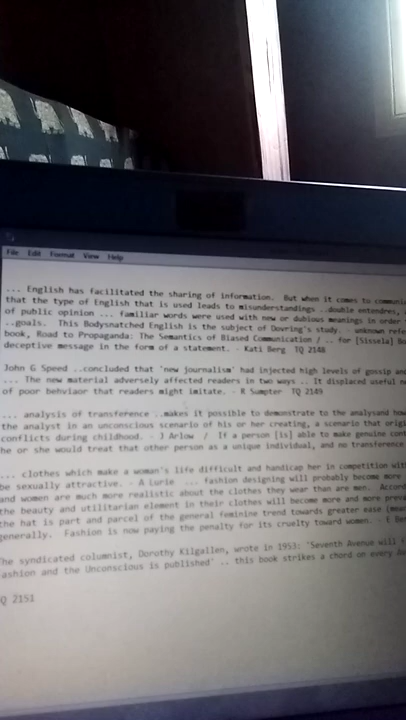 File Edit Format View Help
... English has facilitated the sharing of information. But when it comes to
that the type of English that is used leads to misunderstandings ..double entendres,
of public opinion ... familiar words were used with new or dubious meanings in order
..goals. This Bodysnatched English is the subject of Dovring's study. unknown
book, Road to Propaganda: The Semantics of Biased Communication / .. for [Sissela]
deceptive message in the form of a statement. - Kati Berg TQ 2148
John G Speed ..concluded that 'new journalism' had injected high levels of gossip
... The new material adversely affected readers in two ways .. It displaced useful
of poor behviaor that readers might imitate. - R Sumpter TQ 2149
... analysis of transference ..makes it possible to demonstrate to the analysand
the analyst in an unconscious scenario of his or her creating, a scenario that
conflicts during childhood. - J Arlow / If a person [is] able to make genuine
he or she would treat that other person as a unique individual, and no transference
... clothes which make a woman's life difficult and handicap her in competition
be sexually attractive. - A Lurie ... fashion designing will probably become more
and women are much more realistic about the clothes they wear than are men.
the beauty and utilitarian element in their clothes will become more and more
the hat is part and parcel of the general feminine trend towards greater ease
generally. Fashion is now paying the penalty for its cruelty toward women. - E
The syndicated columnist, Dorothy Kilgallen, wrote in 1953: 'Seventh Avenue will
Fashion and the Unconscious is published' .. this book strikes a chord on every
TQ 2151